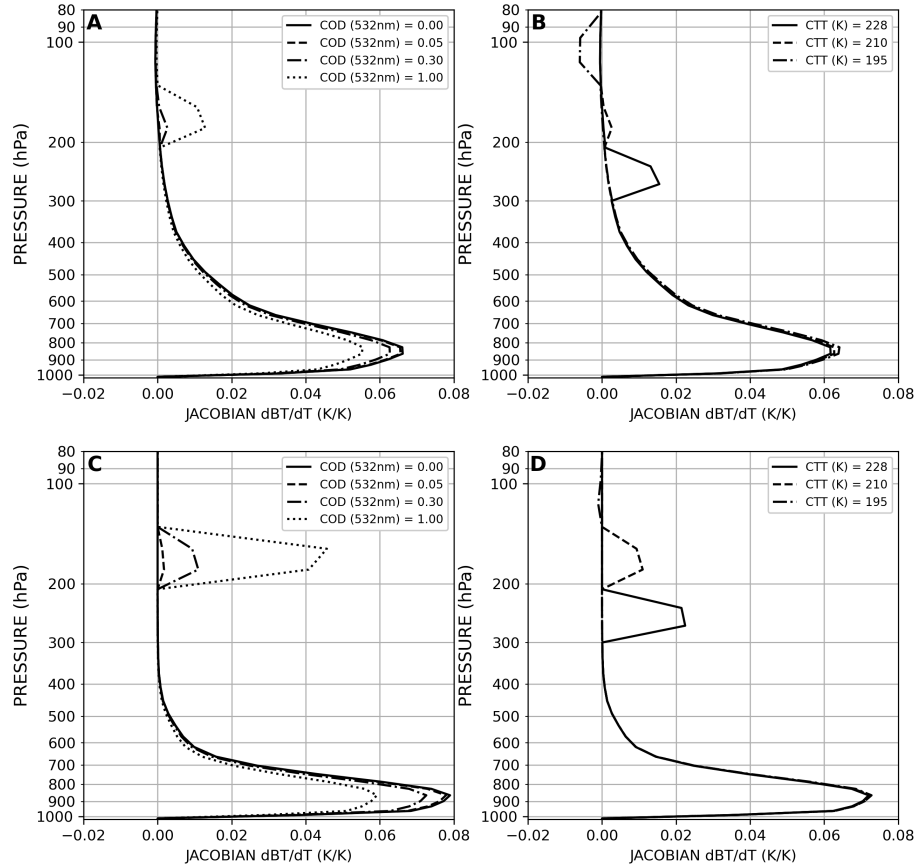 A
COD (532nm) = 0.00
COD (532nm) = 0.05
COD (532nm) = 0.30
COD (532nm) = 1.00
80
90
100
200
300
400
500
600
700
800
900
1000
PRESSURE (hPa)
−0.02
0.00
0.02
0.04
0.06
0.08
JACOBIAN dBT/dT (K/K)
B
CTT (K) = 228
CTT (K) = 210
CTT (K) = 195
80
90
100
200
300
400
500
600
700
800
900
1000
PRESSURE (hPa)
−0.02
0.00
0.02
0.04
0.06
0.08
JACOBIAN dBT/dT (K/K)
C
COD (532nm) = 0.00
COD (532nm) = 0.05
COD (532nm) = 0.30
COD (532nm) = 1.00
80
90
100
200
300
400
500
600
700
800
900
1000
PRESSURE (hPa)
−0.02
0.00
0.02
0.04
0.06
0.08
JACOBIAN dBT/dT (K/K)
D
CTT (K) = 228
CTT (K) = 210
CTT (K) = 195
80
90
100
200
300
400
500
600
700
800
900
1000
PRESSURE (hPa)
−0.02
0.00
0.02
0.04
0.06
0.08
JACOBIAN dBT/dT (K/K)